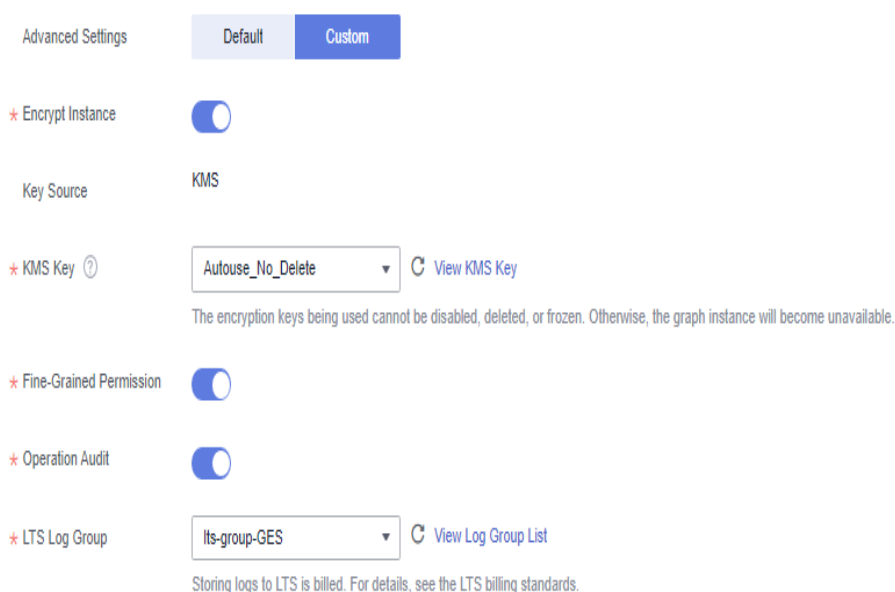 Advanced Settings Default Custom
* Encrypt Instance
Key Source KMS
* KMS Key ? Autouse_No_Delete View KMS Key
The encryption keys being used cannot be disabled, deleted, or frozen. Otherwise, the graph instance will become unavailable.
* Fine-Grained Permission
* Operation Audit
* LTS Log Group lts-group-GES View Log Group List
Storing logs to LTS is billed. For details, see the LTS billing standards.